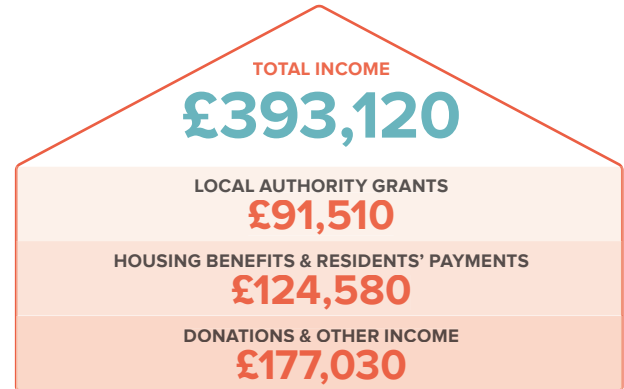 TOTAL INCOME
£393,120
LOCAL AUTHORITY GRANTS
£91,510
HOUSING BENEFITS & RESIDENTS’ PAYMENTS
£124,580
DONATIONS & OTHER INCOME
£177,030